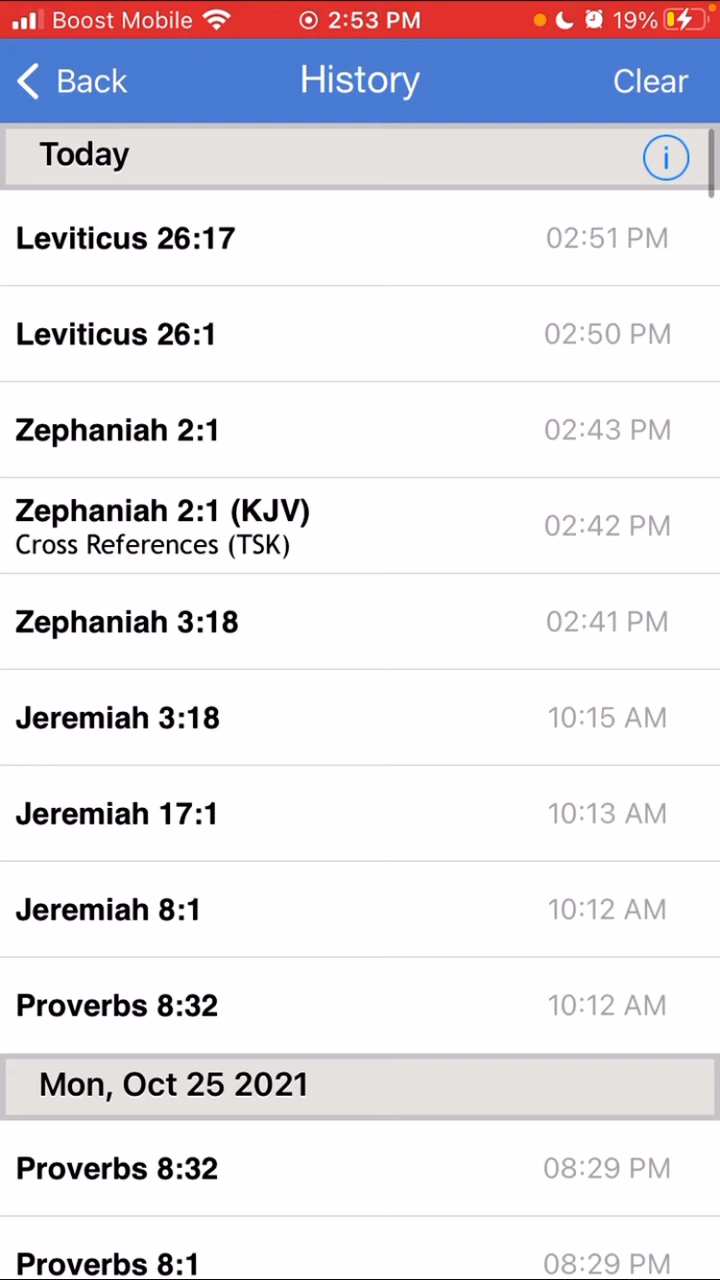 Boost Mobile 2:53 PM 19%
Back History Clear
Today
Leviticus 26:17 02:51 PM
Leviticus 26:1 02:50 PM
Zephaniah 2:1 02:43 PM
Zephaniah 2:1 (KJV)
Cross References (TSK) 02:42 PM
Zephaniah 3:18 02:41 PM
Jeremiah 3:18 10:15 AM
Jeremiah 17:1 10:13 AM
Jeremiah 8:1 10:12 AM
Proverbs 8:32 10:12 AM
Mon, Oct 25 2021
Proverbs 8:32 08:29 PM
Proverbs 8:1 08:29 PM